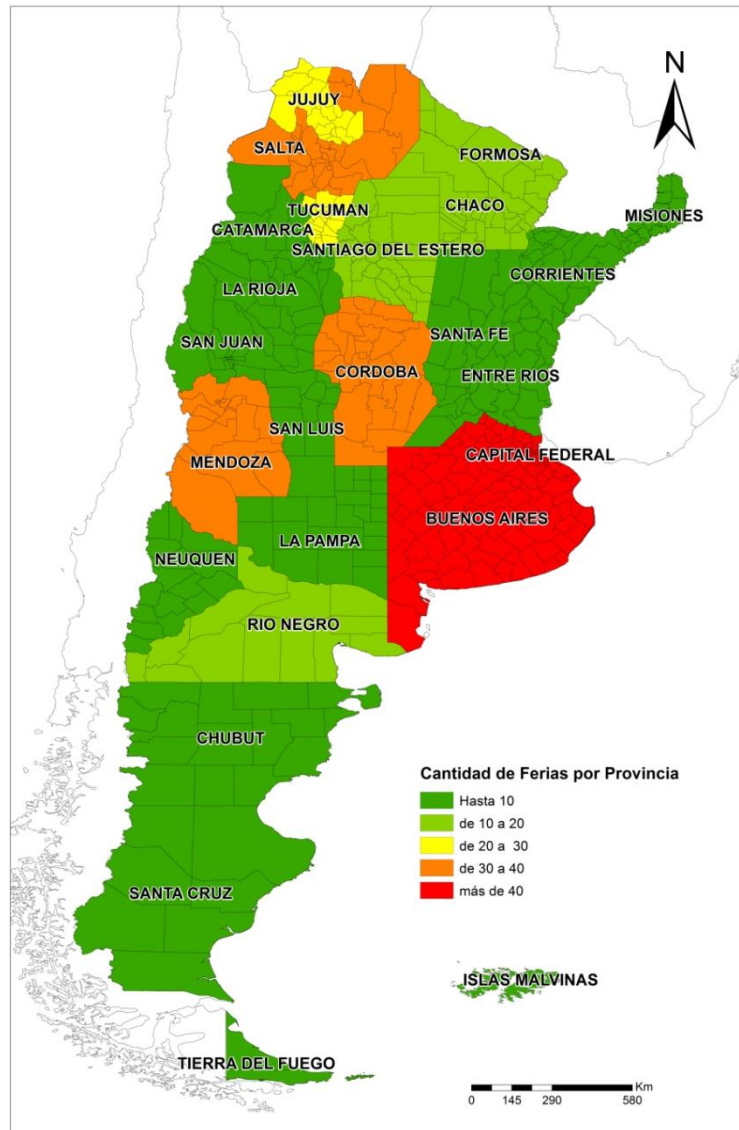 N
JUJUY
SALTA
FORMOSA
CHACO
TUCUMAN
MISIONES
CATAMARCA
SANTIAGO DEL ESTERO
CORRIENTES
LA RIOJA
SANTA FE
SAN JUAN
CORDOBA
ENTRE RIOS
SAN LUIS
CAPITAL FEDERAL
MENDOZA
BUENOS AIRES
LA PAMPA
NEUQUEN
RIO NEGRO
CHUBUT
Cantidad de Ferias por Provincia
Hasta 10
de 10 a 20
de 20 a 30
de 30 a 40
más de 40
SANTA CRUZ
ISLAS MALVINAS
TIERRA DEL FUEGO
Km
0 145 290 580